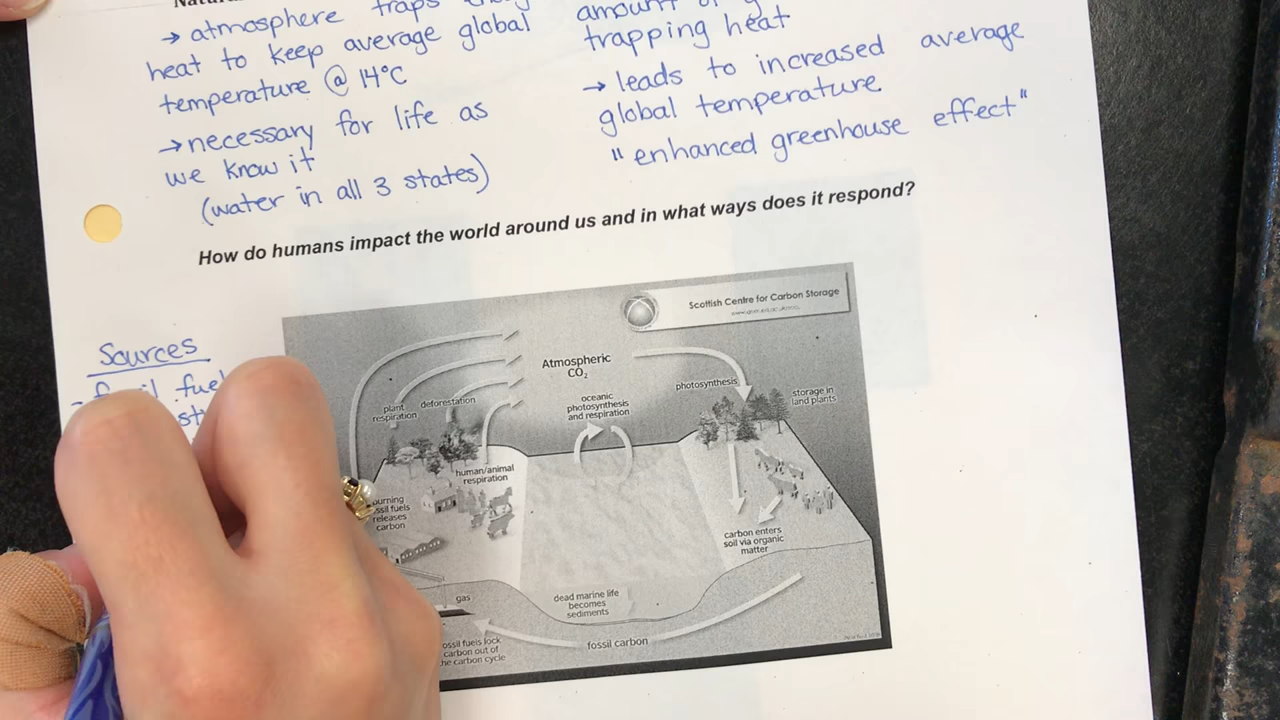 → atmosphere traps
heat to keep average global
temperature @ 14°C
→ necessary for life as
we know it
(water in all 3 states)
amount
trapping heat
→ leads to increased average
global temperature.
"enhanced greenhouse effect"
How do humans impact the world around us and in what ways does it respond?
Sources
Scottish Centre for Carbon Storage
Atmospheric
CO₂
plant
respiration
deforestation
oceanic
photosynthesis
and respiration
photosynthesis
storage in
land plants
human/animal
respiration
releases
carbon
carbon enters
soil via organic
matter
gas
dead marine life
becomes
sediments
fossil carbon
ossil fuels lock
carbon out of
he carbon cycle